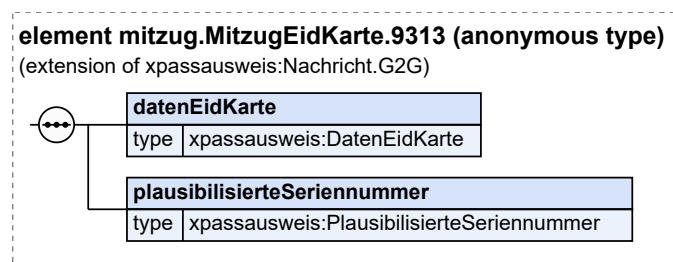 element mitzug.MitzugEidKarte.9313 (anonymous type)
(extension of xpassausweis:Nachricht.G2G)
datenEidKarte
type xpassausweis:DatenEidKarte
plausibilisierteSeriennummer
type xpassausweis:PlausibilisierteSeriennummer